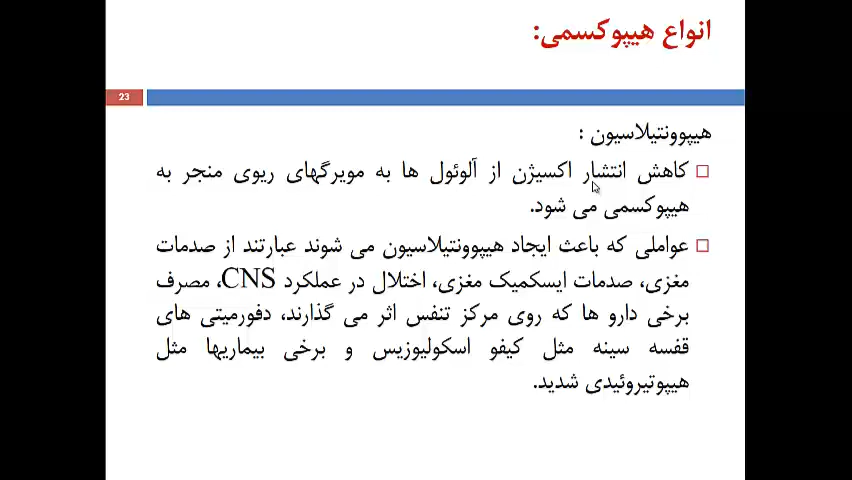 انواع هیپوکسمی:
23
هیپوونتیلاسیون :
کاهش انتشار اکسیژن از آلوئول ها به مویرگهای ریوی منجر به
هیپوکسمی می شود.
عواملی که باعث ایجاد هیپوونتیلاسیون می شوند عبارتند از صدمات
مغزی، صدمات ایسکمیک مغزی، اختلال در عملکرد CNS، مصرف
برخی دارو ها که روی مرکز تنفس اثر می گذارند، دفورمیتی های
قفسه سینه مثل کیفو اسکولیوزیس و برخی بیماریها مثل
هیپوتیروئیدی شدید.